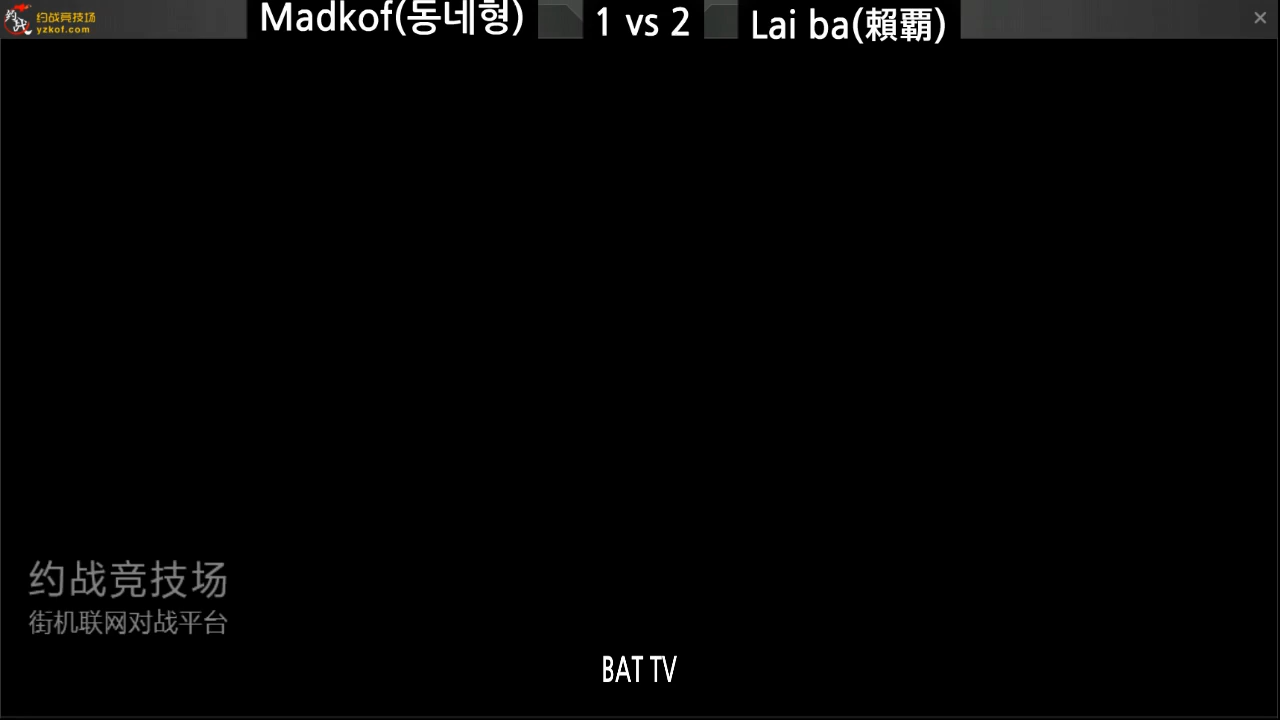 约战竞技场
yzkof.com
Madkof(동네형)
1 vs 2
Lai ba(賴覇)
约战竞技场
街机联网对战平台
BAT TV